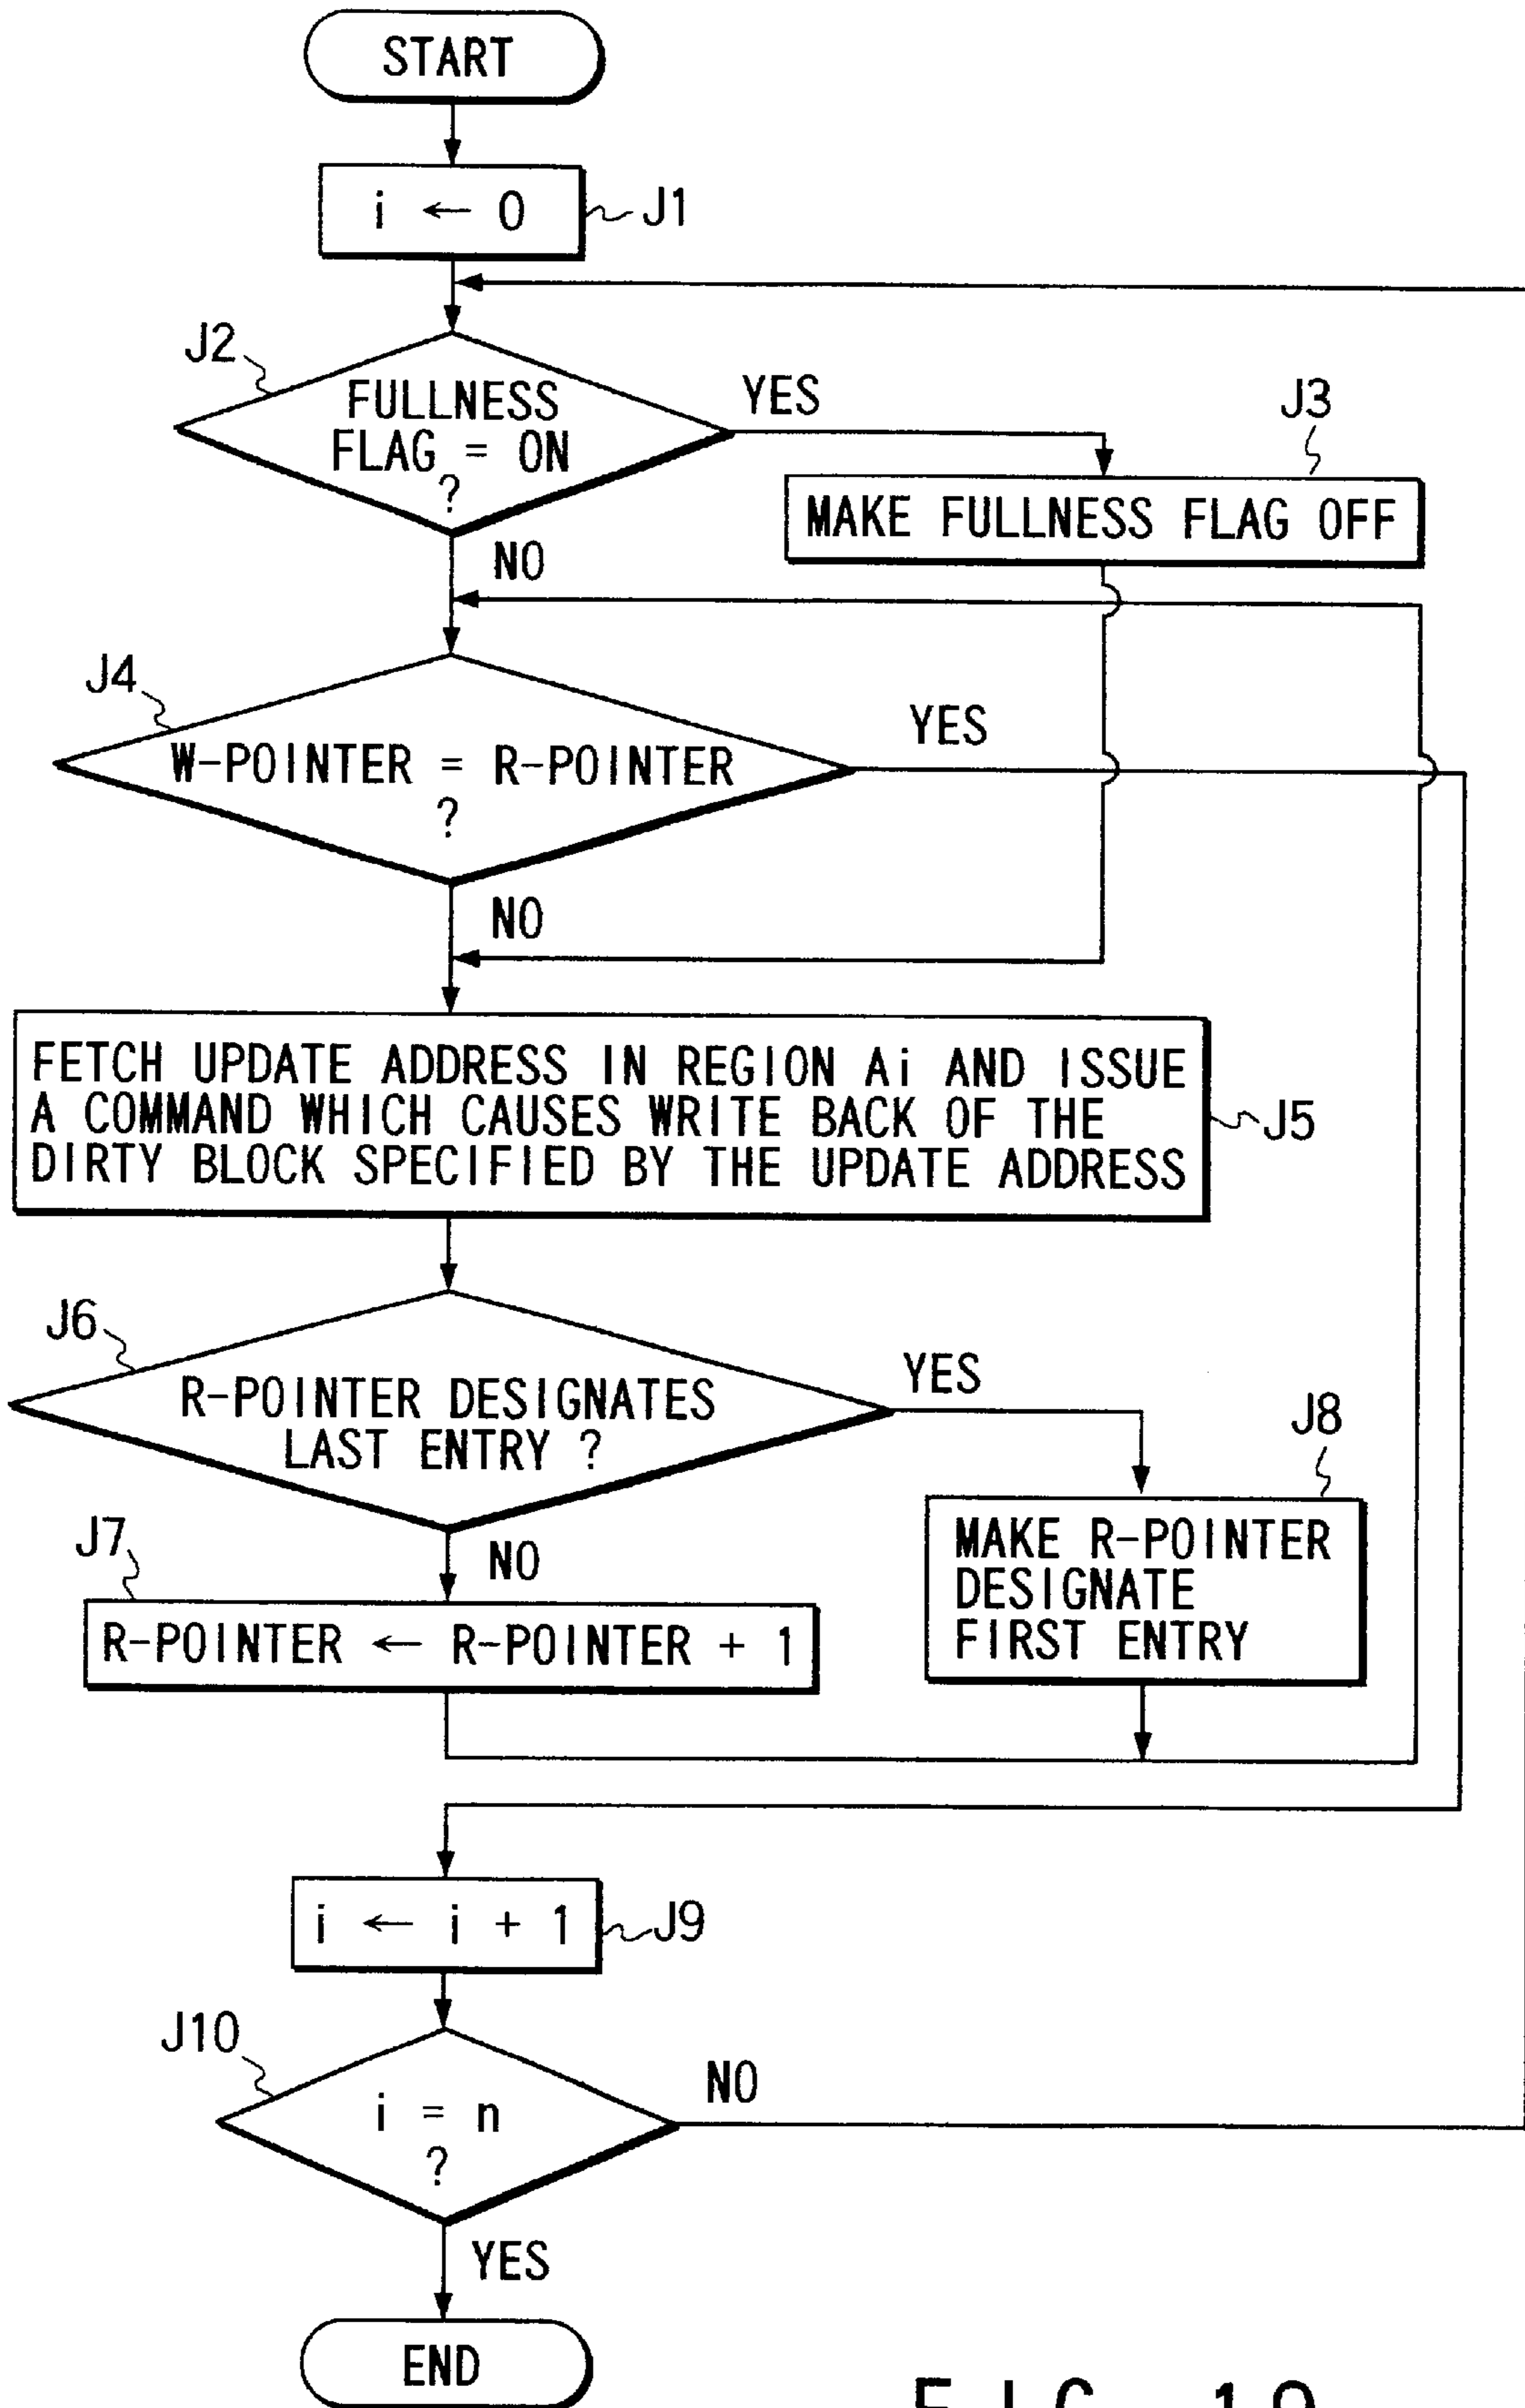 START
i ← 0
J1
J2
FULLNESS
FLAG = ON
?
YES
J3
MAKE FULLNESS FLAG OFF
NO
J4
W-POINTER = R-POINTER
?
YES
NO
FETCH UPDATE ADDRESS IN REGION Ai AND ISSUE
A COMMAND WHICH CAUSES WRITE BACK OF THE
DIRTY BLOCK SPECIFIED BY THE UPDATE ADDRESS
J5
J6
R-POINTER DESIGNATES
LAST ENTRY ?
YES
J8
MAKE R-POINTER
DESIGNATE
FIRST ENTRY
J7
NO
R-POINTER ← R-POINTER + 1
i ← i + 1
J9
J10
i = n
?
NO
YES
END